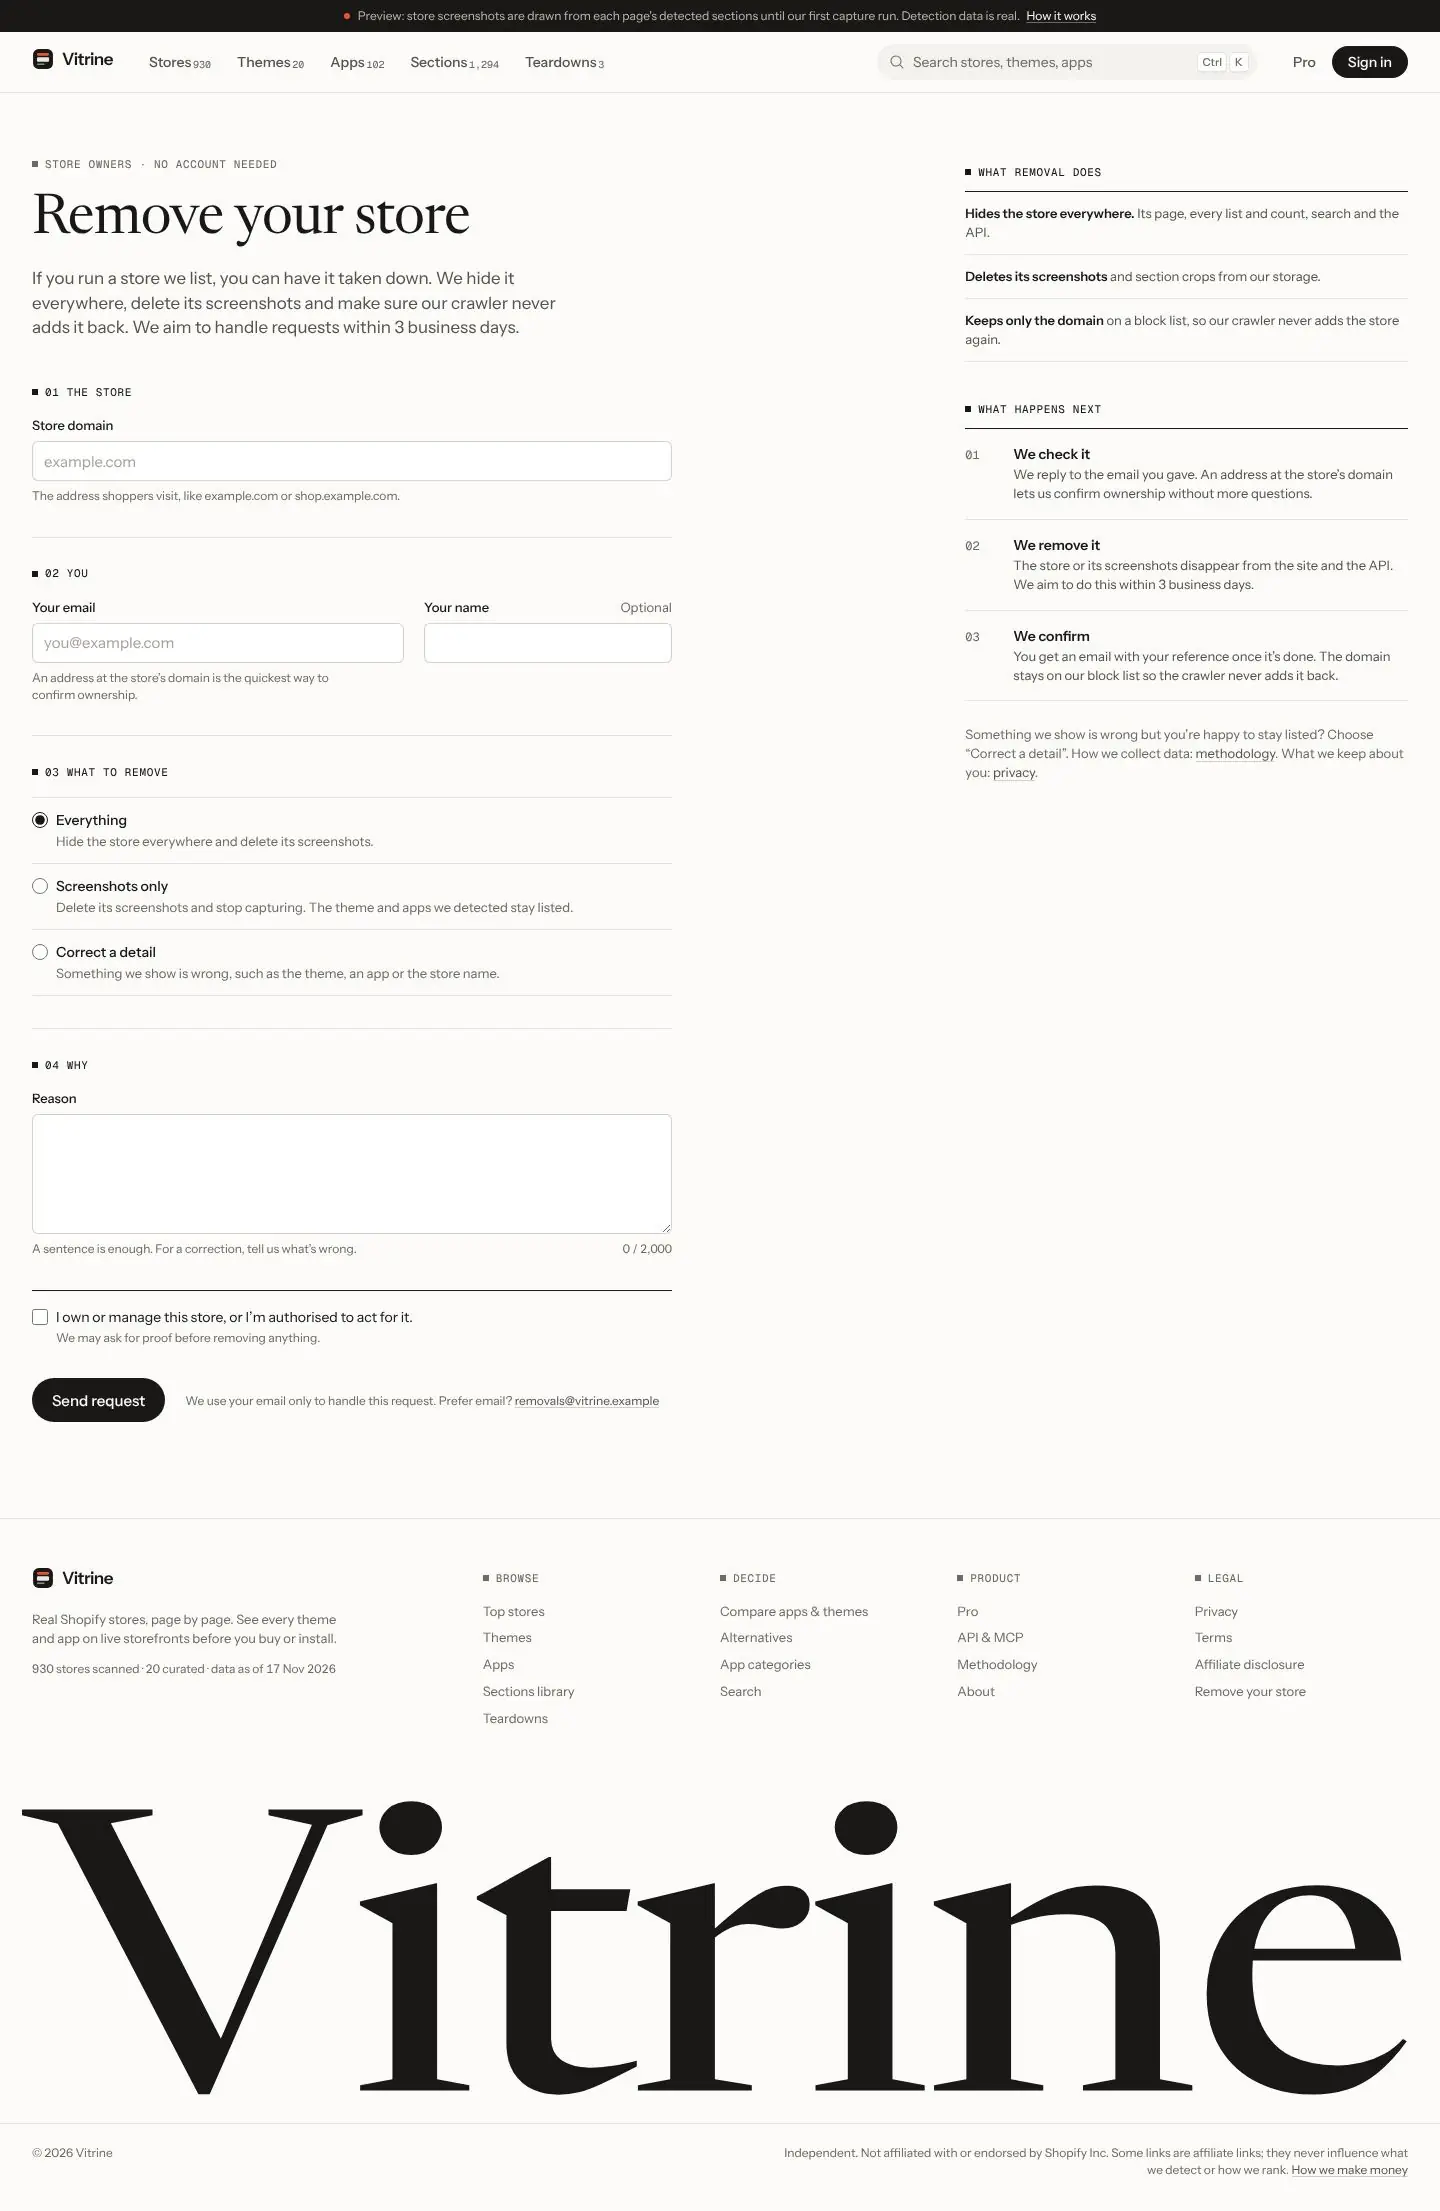 Preview: store screenshots are drawn from each page's detected sections until our first capture run. Detection data is real. How it works
Vitrine
Stores 930
Themes 20
Apps 102
Sections 1,294
Teardowns 3
Search stores, themes, apps
Ctrl K
Pro
Sign in
STORE OWNERS · NO ACCOUNT NEEDED
Remove your store
If you run a store we list, you can have it taken down. We hide it
everywhere, delete its screenshots and make sure our crawler never
adds it back. We aim to handle requests within 3 business days.
01 THE STORE
Store domain
example.com
The address shoppers visit, like example.com or shop.example.com.
02 YOU
Your email
you@example.com
An address at the store's domain is the quickest way to
confirm ownership.
Your name
Optional
03 WHAT TO REMOVE
Everything
Hide the store everywhere and delete its screenshots.
Screenshots only
Delete its screenshots and stop capturing. The theme and apps we detected stay listed.
Correct a detail
Something we show is wrong, such as the theme, an app or the store name.
04 WHY
Reason
A sentence is enough. For a correction, tell us what's wrong.
0 / 2,000
I own or manage this store, or I'm authorised to act for it.
We may ask for proof before removing anything.
Send request
We use your email only to handle this request. Prefer email? removals@vitrine.example
WHAT REMOVAL DOES
Hides the store everywhere. Its page, every list and count, search and the
API.
Deletes its screenshots and section crops from our storage.
Keeps only the domain on a block list, so our crawler never adds the store
again.
WHAT HAPPENS NEXT
01
We check it
We reply to the email you gave. An address at the store's domain
lets us confirm ownership without more questions.
02
We remove it
The store or its screenshots disappear from the site and the API.
We aim to do this within 3 business days.
03
We confirm
You get an email with your reference once it's done. The domain
stays on our block list so the crawler never adds it back.
Something we show is wrong but you're happy to stay listed? Choose
“Correct a detail”. How we collect data: methodology. What we keep about
you: privacy.
Vitrine
Real Shopify stores, page by page. See every theme
and app on live storefronts before you buy or install.
930 stores scanned · 20 curated · data as of 17 Nov 2026
BROWSE
Top stores
Themes
Apps
Sections library
Teardowns
DECIDE
Compare apps & themes
Alternatives
App categories
Search
PRODUCT
Pro
API & MCP
Methodology
About
LEGAL
Privacy
Terms
Affiliate disclosure
Remove your store
Vitrine
© 2026 Vitrine
Independent. Not affiliated with or endorsed by Shopify Inc. Some links are affiliate links; they never influence what
we detect or how we rank. How we make money